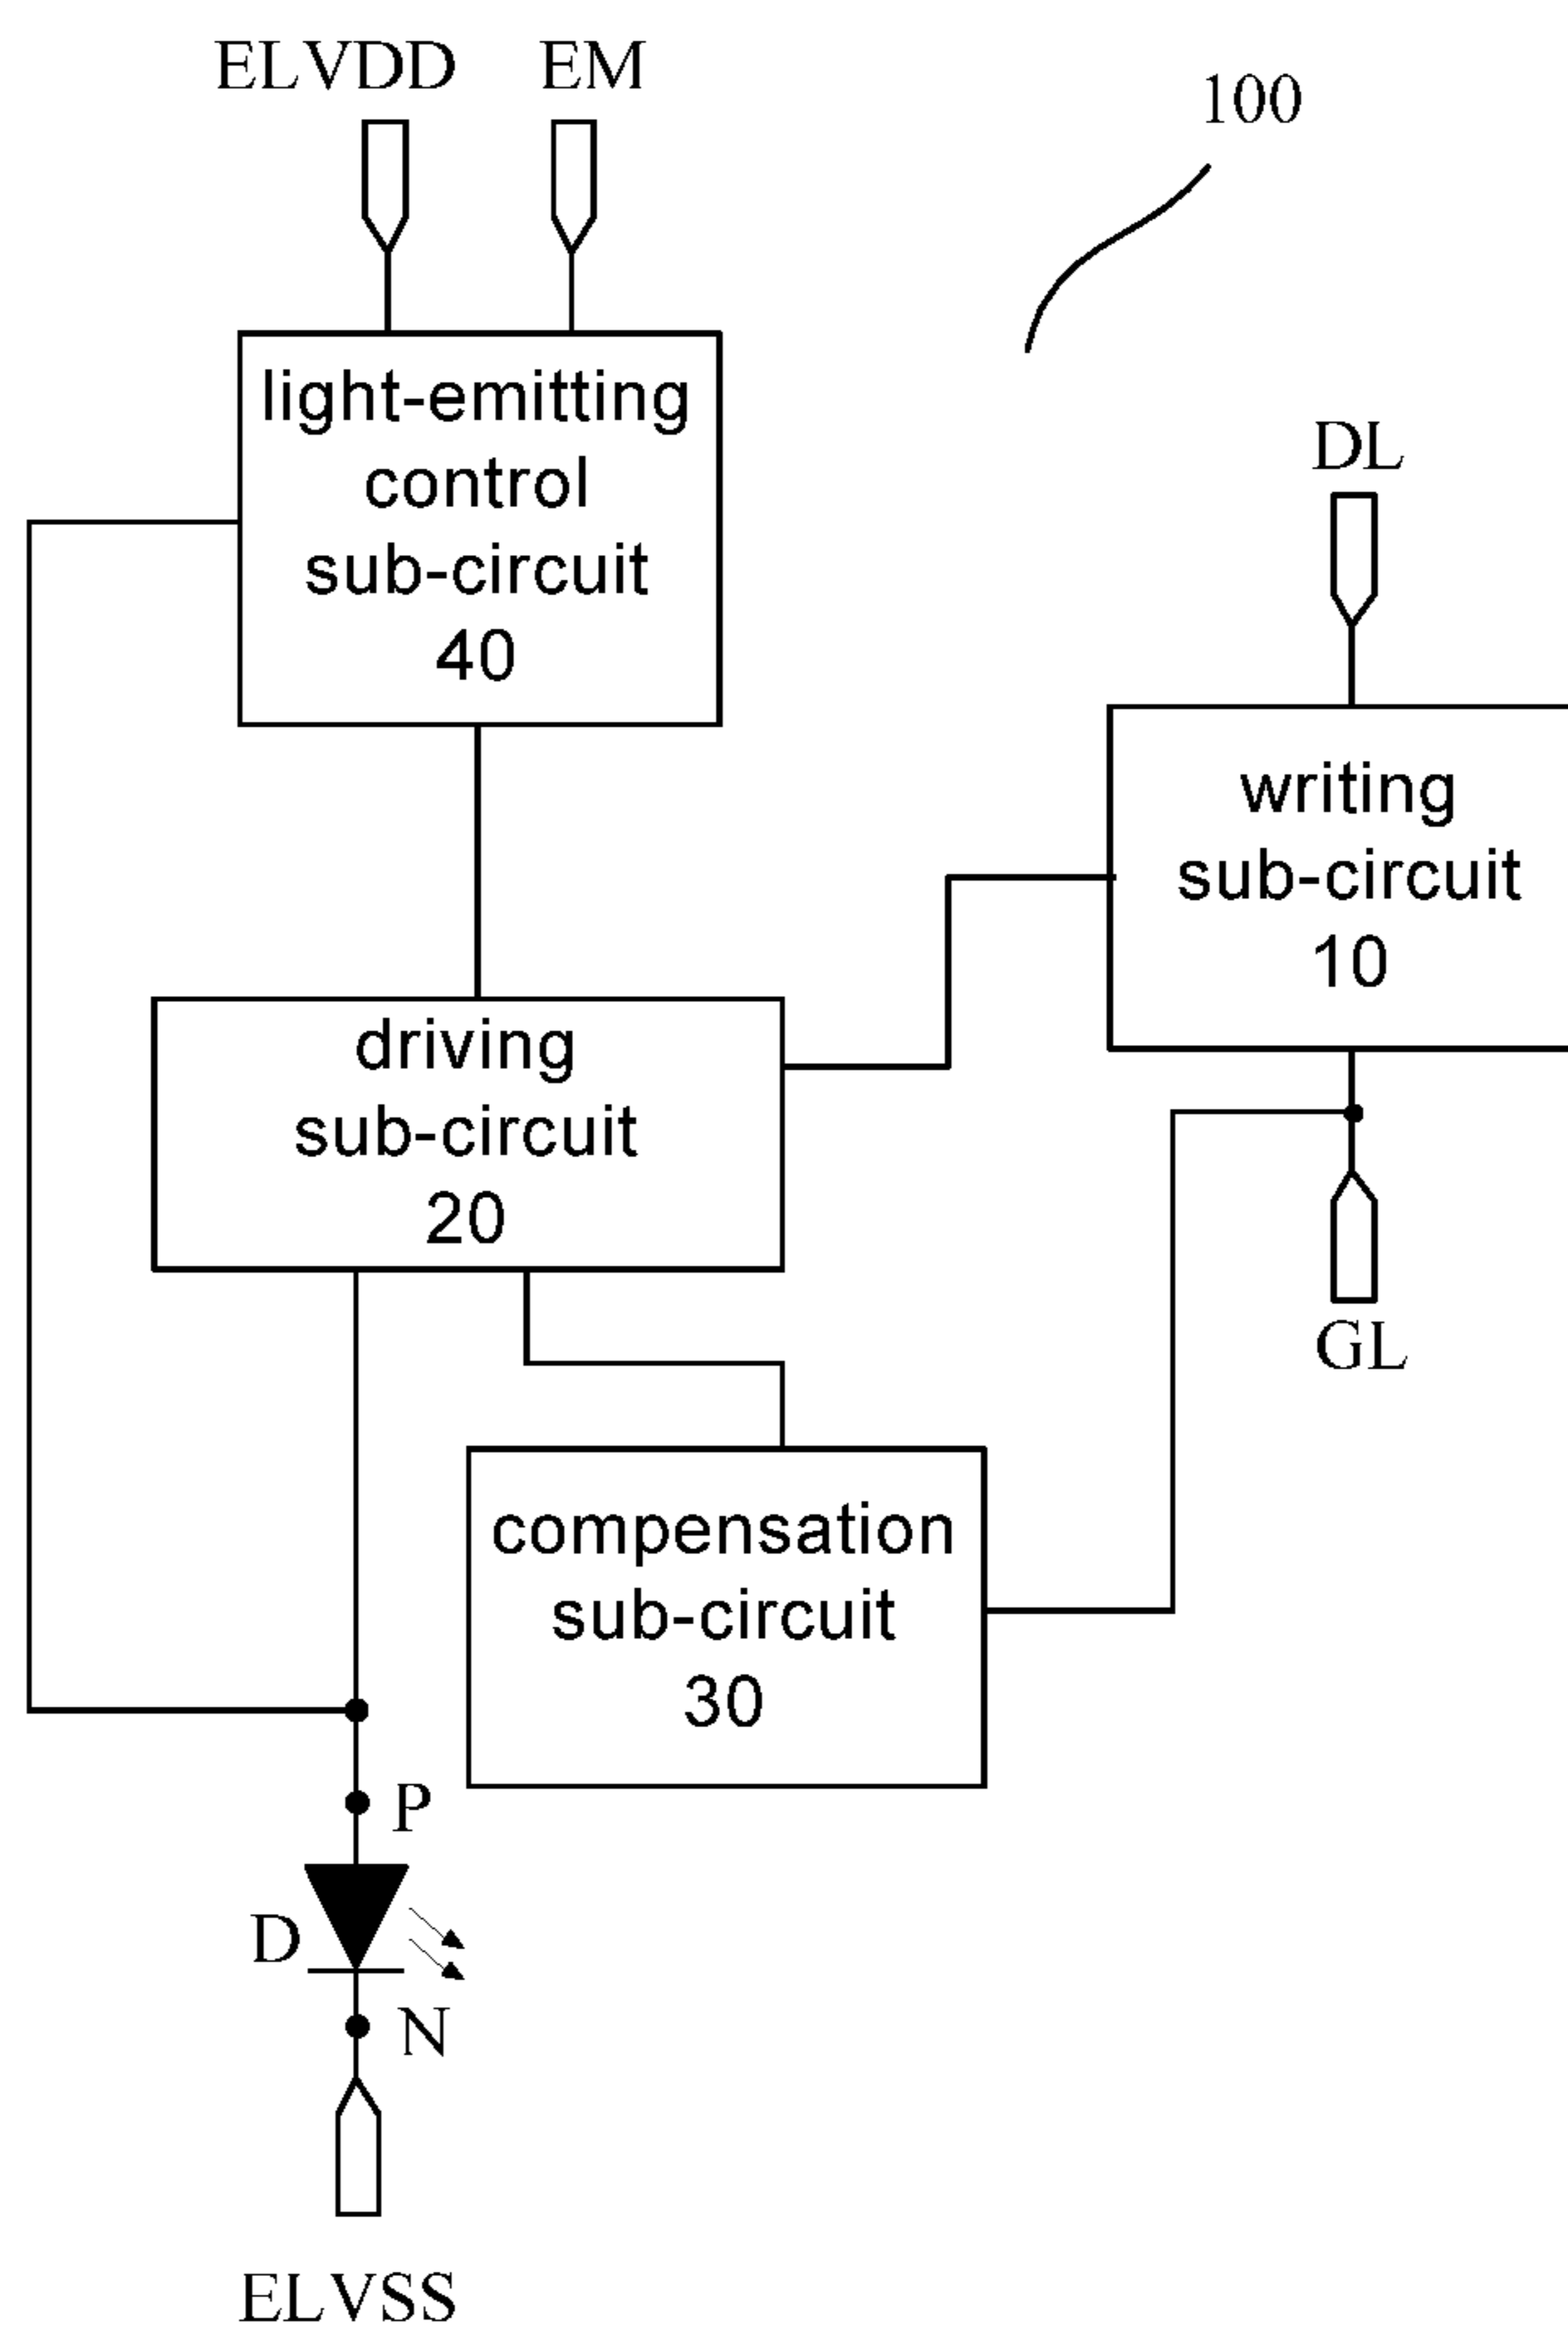 ELVDD
EM
100
light-emitting
control
sub-circuit
40
DL
writing
sub-circuit
10
driving
sub-circuit
20
GL
compensation
sub-circuit
30
P
D
N
ELVSS